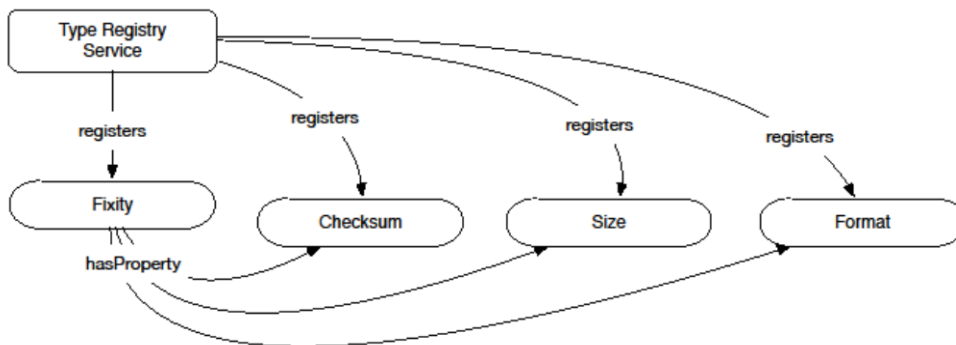 Type Registry
Service
registers
registers
registers
registers
Fixity
Checksum
Size
Format
hasProperty